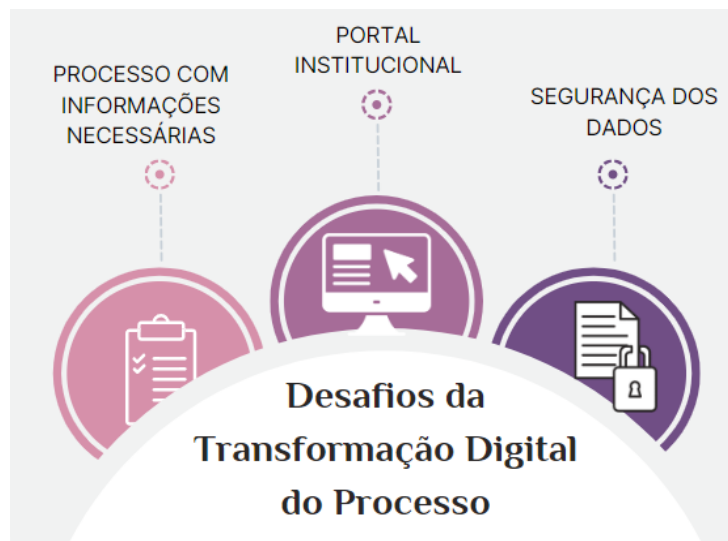 PROCESSO COM
INFORMAÇÕES
NECESSÁRIAS
PORTAL
INSTITUCIONAL
SEGURANÇA DOS
DADOS
Desafios da
Transformação Digital
do Processo